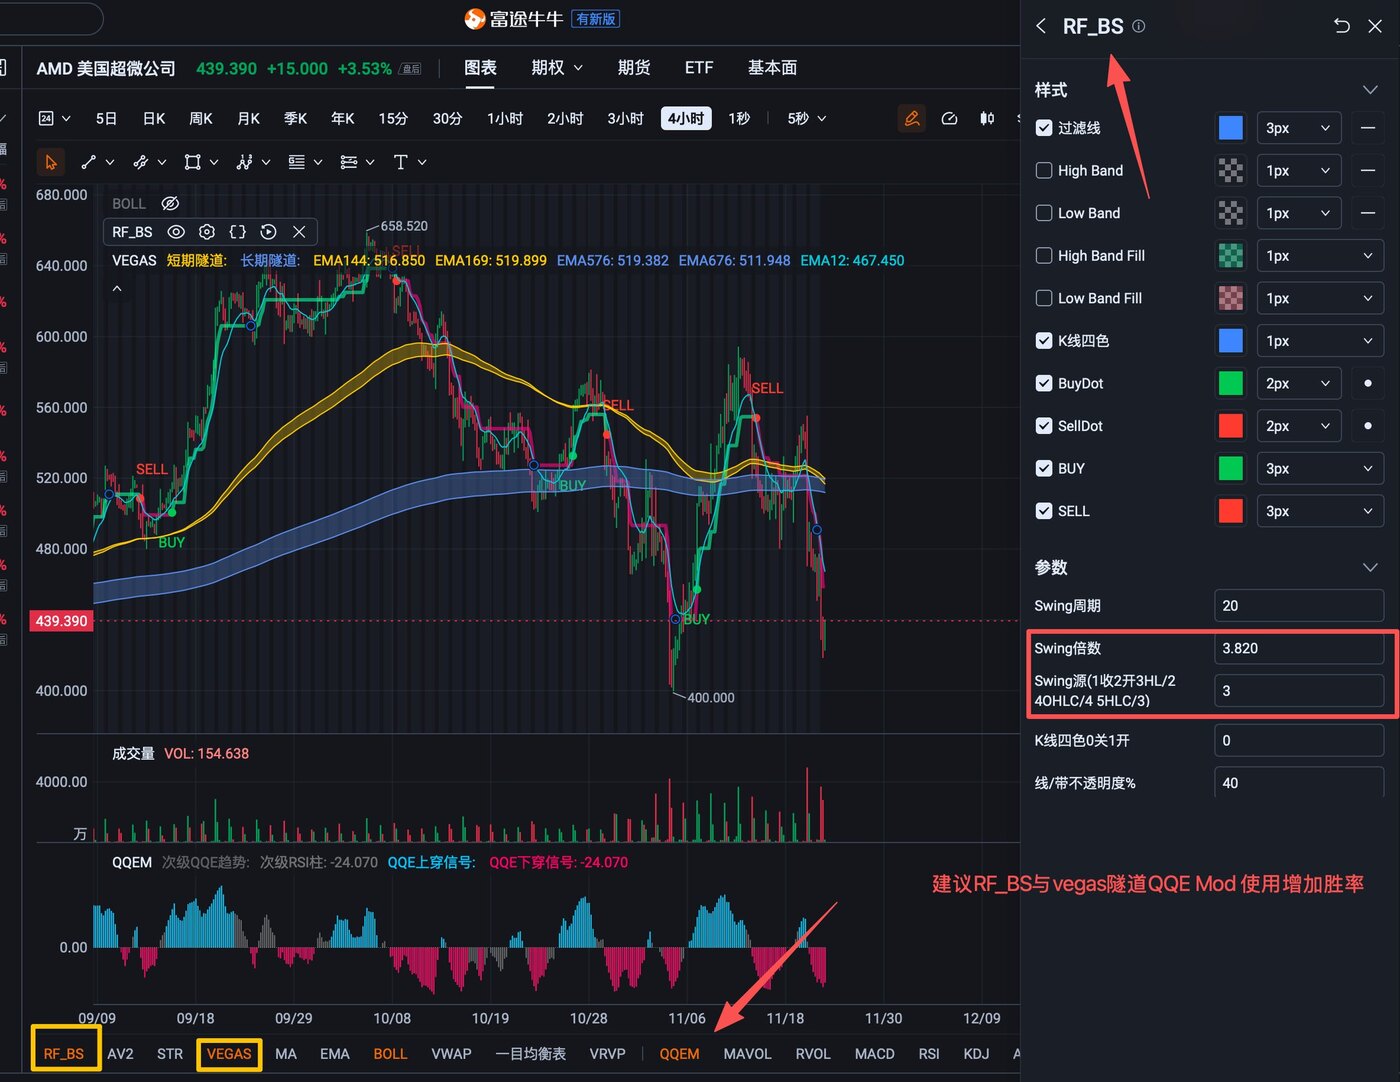 富途牛牛 有新版
AMD 美国超微公司 439.390 +15.000 +3.53% 盘后 图表 期权 期货 ETF 基本面
24 5日 日K 周K 月K 季K 年K 15分 30分 1小时 2小时 3小时 4小时 1秒 5秒
T
680.000
640.000
600.000
560.000
520.000
480.000
439.390
400.000
BOLL
RF_BS
VEGAS 短期隧道: 长期隧道: EMA144: 516.850 EMA169: 519.899 EMA576: 519.382 EMA676: 511.948 EMA12: 467.450
658.520
SELL
SELL
SELL
SELL
BUY
BUY
BUY
400.000
成交量 VOL: 154.638
4000.00
万
QQEM 次级QQE趋势: 次级RSI柱: -24.070 QQE上穿信号: QQE下穿信号: -24.070
0.00
09/09 09/18 09/29 10/08 10/19 10/28 11/06 11/18 11/30 12/09
RF_BS AV2 STR VEGAS MA EMA BOLL VWAP 一目均衡表 VRVP QQEM MAVOL RVOL MACD RSI KDJ
RF_BS
样式
过滤线 3px
High Band 1px
Low Band 1px
High Band Fill 1px
Low Band Fill 1px
K线四色 1px
BuyDot 2px
SellDot 2px
BUY 3px
SELL 3px
参数
Swing周期 20
Swing倍数 3.820
Swing源(1收2开3HL/2
4OHLC/4 5HLC/3) 3
K线四色0关1开 0
线/带不透明度% 40
建议RF_BS与vegas隧道QQE Mod 使用增加胜率